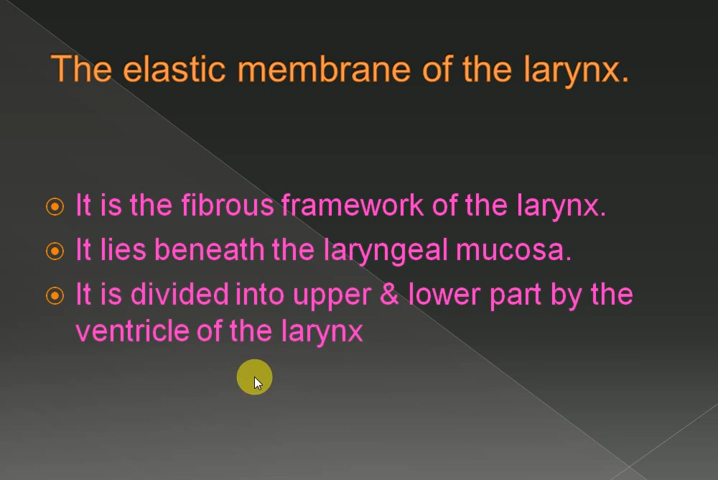 The elastic membrane of the larynx.
It is the fibrous framework of the larynx.
It lies beneath the laryngeal mucosa.
It is divided into upper & lower part by the
ventricle of the larynx